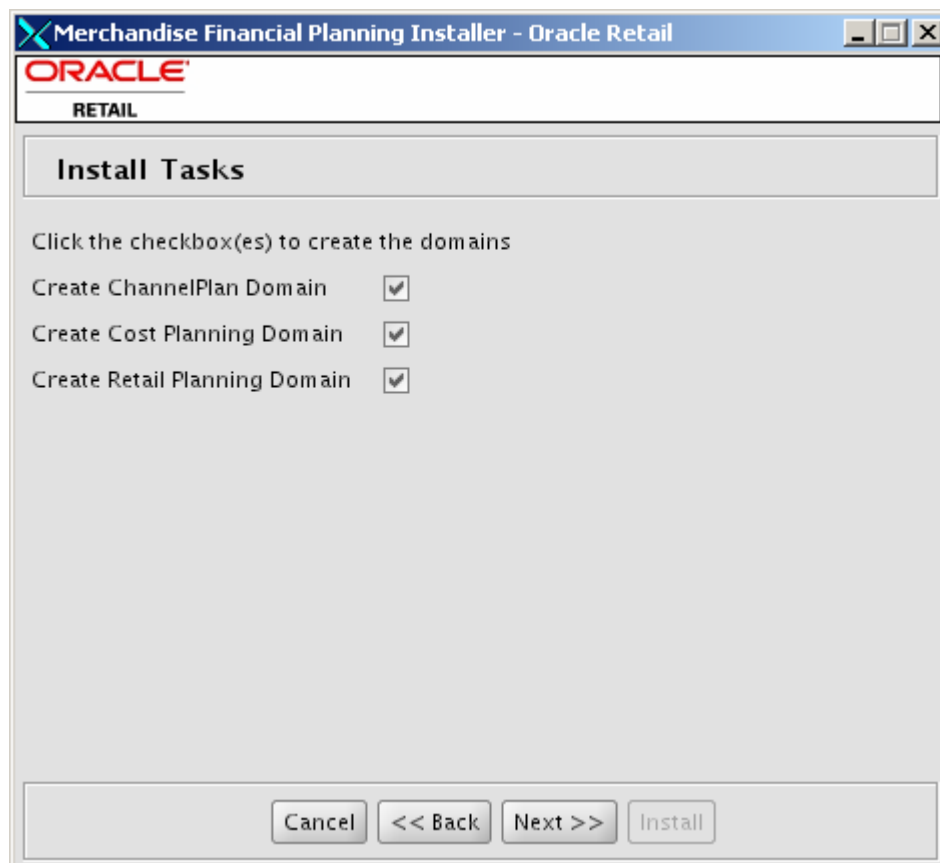 Merchandise Financial Planning Installer - Oracle Retail
ORACLE'
RETAIL
Install Tasks
Click the checkbox(es) to create the domains
Create ChannelPlan Domain
Create Cost Planning Domain
Create Retail Planning Domain
Cancel << Back Next >> Install